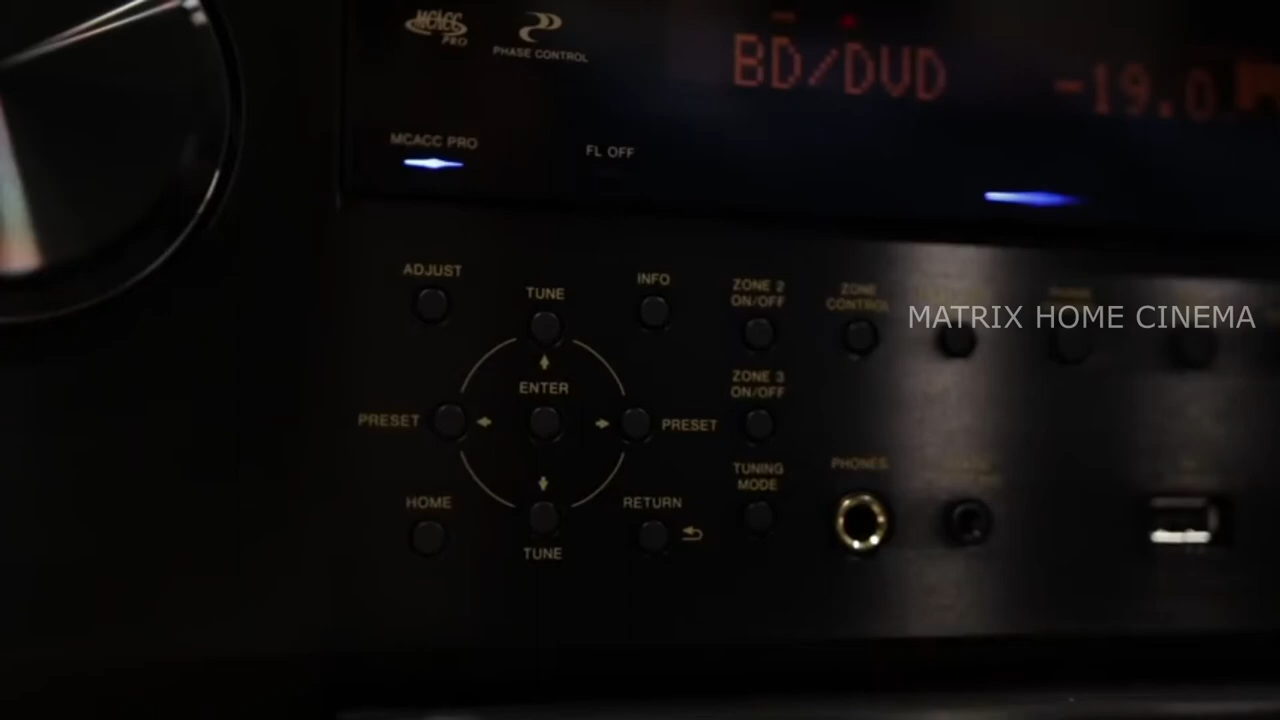 MCACC
PRO
PHASE CONTROL
BD/DVD
-19.0
MCACC PRO
FL OFF
ADJUST
TUNE
INFO
ZONE 2
ON/OFF
ZONE
CONTROL
MATRIX HOME CINEMA
ENTER
ZONE 3
ON/OFF
PRESET
PRESET
TUNING
MODE
PHONES
HOME
RETURN
TUNE